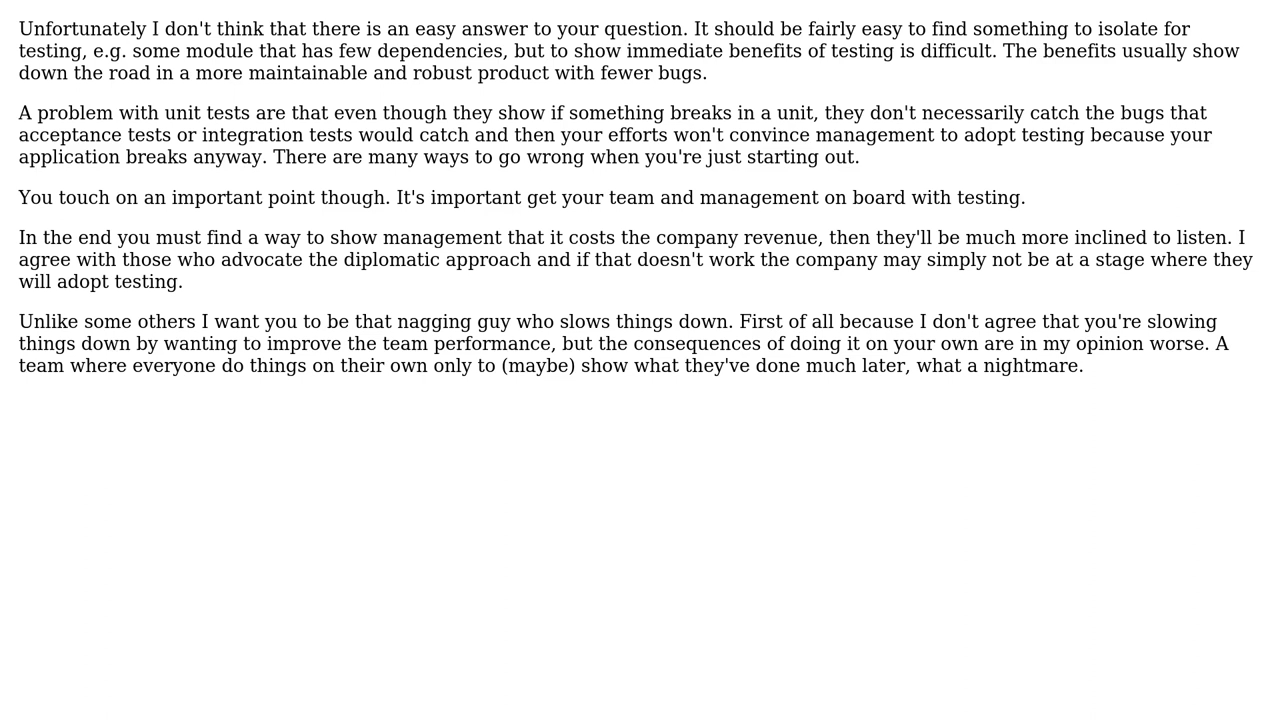 Unfortunately I don't think that there is an easy answer to your question. It should be fairly easy to find something to isolate for
testing, e.g. some module that has few dependencies, but to show immediate benefits of testing is difficult. The benefits usually show
down the road in a more maintainable and robust product with fewer bugs.
A problem with unit tests are that even though they show if something breaks in a unit, they don't necessarily catch the bugs that
acceptance tests or integration tests would catch and then your efforts won't convince management to adopt testing because your
application breaks anyway. There are many ways to go wrong when you're just starting out.
You touch on an important point though. It's important get your team and management on board with testing.
In the end you must find a way to show management that it costs the company revenue, then they'll be much more inclined to listen. I
agree with those who advocate the diplomatic approach and if that doesn't work the company may simply not be at a stage where they
will adopt testing.
Unlike some others I want you to be that nagging guy who slows things down. First of all because I don't agree that you're slowing
things down by wanting to improve the team performance, but the consequences of doing it on your own are in my opinion worse. A
team where everyone do things on their own only to (maybe) show what they've done much later, what a nightmare.